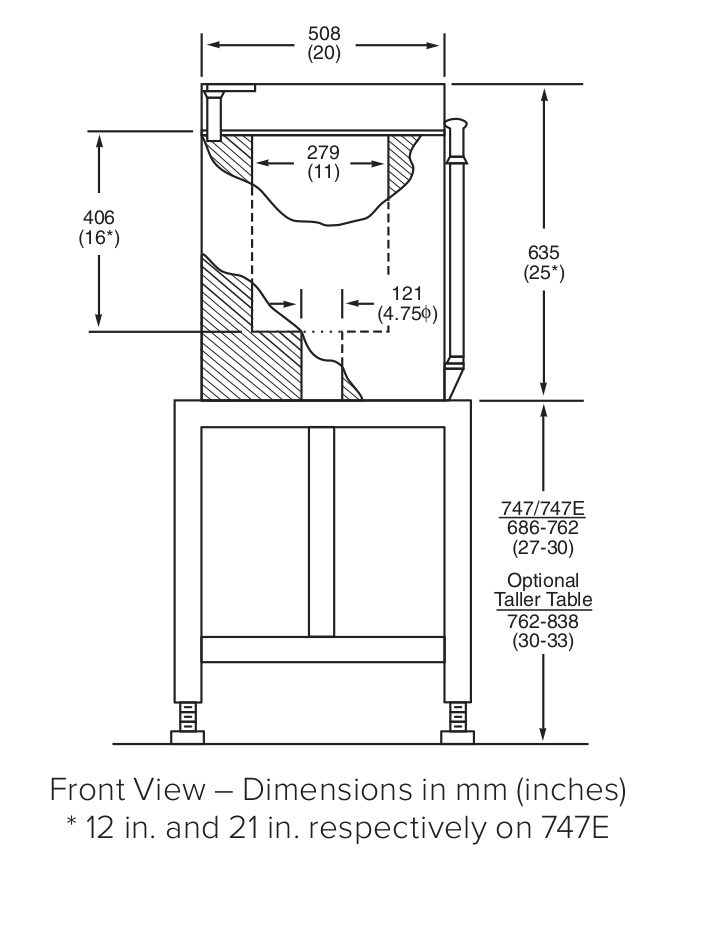 508
(20)
279
(11)
406
(16*)
635
(25*)
121
(4.75ϕ)
747/747E
686-762
(27-30)
Optional
Taller Table
762-838
(30-33)
Front View – Dimensions in mm (inches)
* 12 in. and 21 in. respectively on 747E